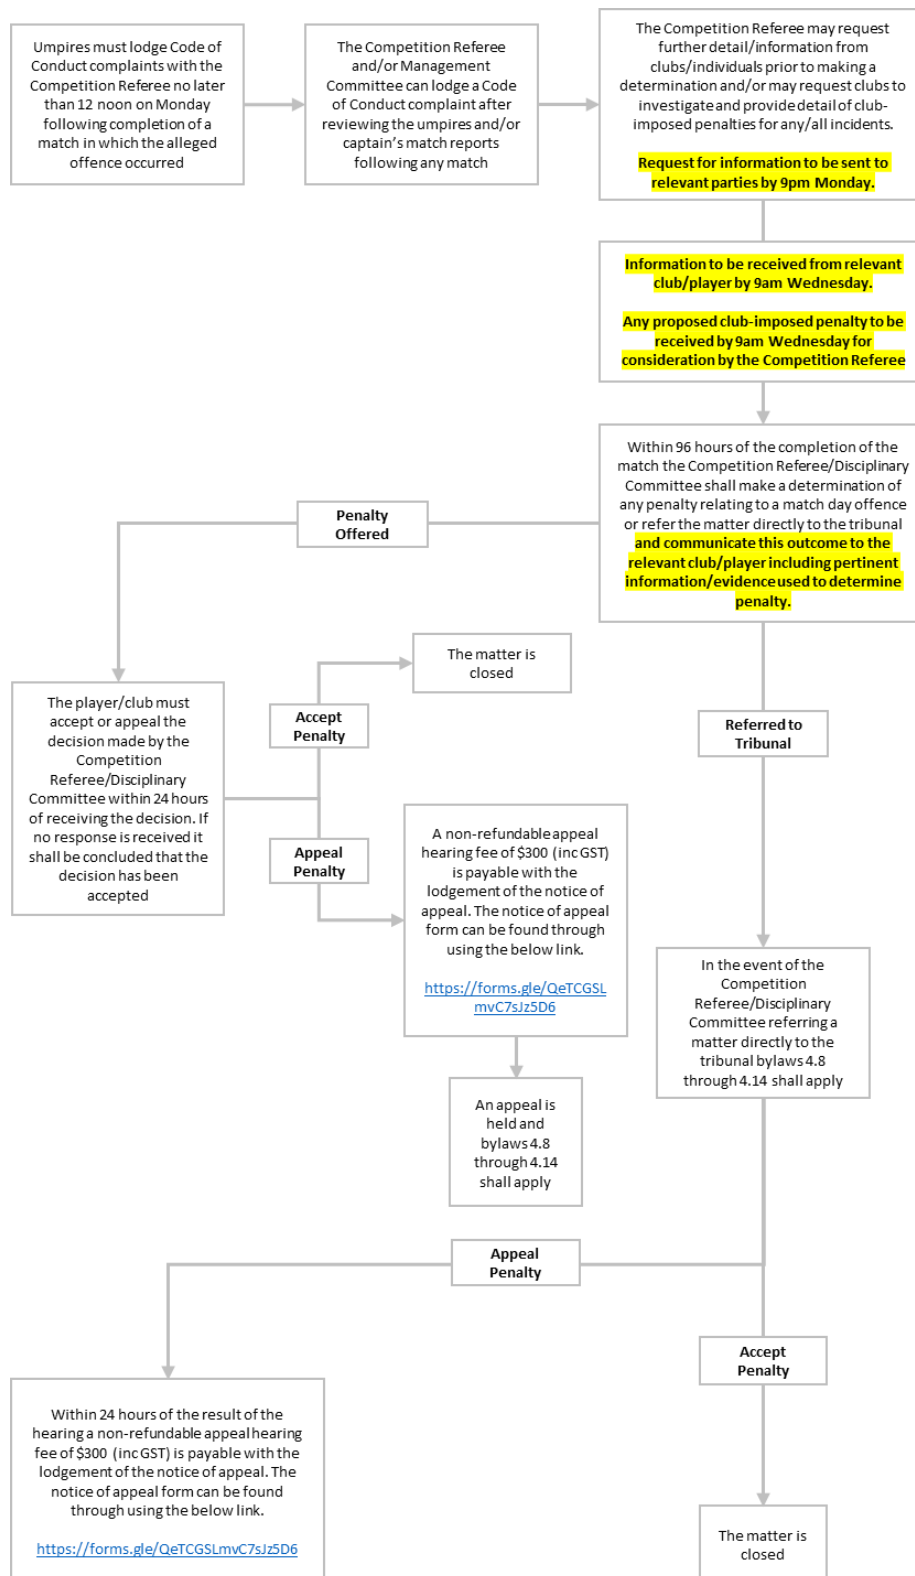 Umpires must lodge Code of
Conduct complaints with the
Competition Referee no later
than 12 noon on Monday
following completion of a
match in which the alleged
offence occurred
The Competition Referee
and/or Management
Committee can lodge a Code
of Conduct complaint after
reviewing the umpires and/or
captain's match reports
following any match
The Competition Referee may request
further detail/information from
clubs/individuals prior to making a
determination and/or may request clubs to
investigate and provide detail of club-
imposed penalties for any/all incidents.
Request for information to be sent to
relevant parties by 9pm Monday.
Information to be received from relevant
club/player by 9am Wednesday.
Any proposed club-imposed penalty to be
received by 9am Wednesday for
consideration by the Competition Referee
Within 96 hours of the completion of the
match the Competition Referee/Disciplinary
Committee shall make a determination of
any penalty relating to a match day offence
or refer the matter directly to the tribunal
and communicate this outcome to the
relevant club/player including pertinent
information/evidence used to determine
penalty.
Penalty
Offered
The player/club must
accept or appeal the
decision made by the
Competition
Referee/Disciplinary
Committee within 24 hours
of receiving the decision. If
no response is received it
shall be concluded that the
decision has been
accepted
Accept
Penalty
The matter is
closed
Appeal
Penalty
A non-refundable appeal
hearing fee of $300 (inc GST)
is payable with the
lodgement of the notice of
appeal. The notice of appeal
form can be found through
using the below link.
https://forms.gle/QeTCGSL
mvC7sJz5D6
An appeal is
held and
bylaws 4.8
through 4.14
shall apply
Referred to
Tribunal
In the event of the
Competition
Referee/Disciplinary
Committee referring a
matter directly to the
tribunal bylaws 4.8
through 4.14 shall apply
Appeal
Penalty
Within 24 hours of the result of the
hearing a non-refundable appeal hearing
fee of $300 (inc GST) is payable with the
lodgement of the notice of appeal. The
notice of appeal form can be found
through using the below link.
https://forms.gle/QeTCGSLmvC7sJz5D6
Accept
Penalty
The matter is
closed